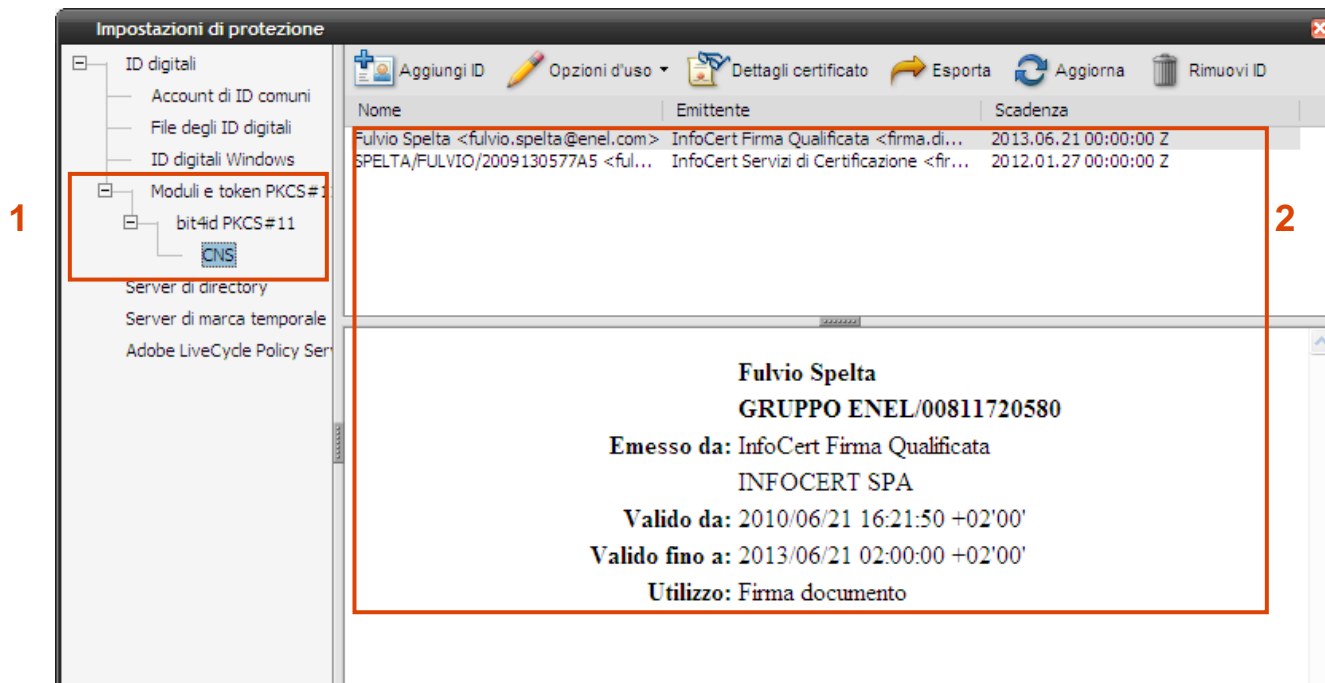 Impostazioni di protezione
ID digitali
Account di ID comuni
File degli ID digitali
ID digitali Windows
1
Moduli e token PKCS#1
bit4id PKCS#11
CNS
Server di directory
Server di marca temporale
Adobe LiveCycle Policy Ser
Aggiungi ID Opzioni d'uso Dettagli certificato Esporta Aggiorna Rimuovi ID
Nome Emittente Scadenza
Fulvio Spelta <fulvio.spelta@enel.com> InfoCert Firma Qualificata <firma.di... 2013.06.21 00:00:00 Z
SPELTA/FULVIO/2009130577A5 <ful... InfoCert Servizi di Certificazione <fir... 2012.01.27 00:00:00 Z
2
Fulvio Spelta
GRUPPO ENEL/00811720580
Emesso da: InfoCert Firma Qualificata
INFOCERT SPA
Valido da: 2010/06/21 16:21:50 +02'00'
Valido fino a: 2013/06/21 02:00:00 +02'00'
Utilizzo: Firma documento